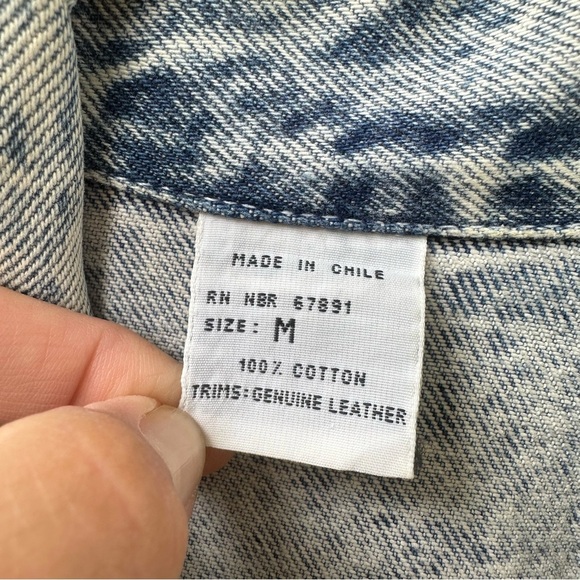 MADE IN CHILE
RN NBR 67891
SIZE: M
100% COTTON
TRIMS: GENUINE LEATHER